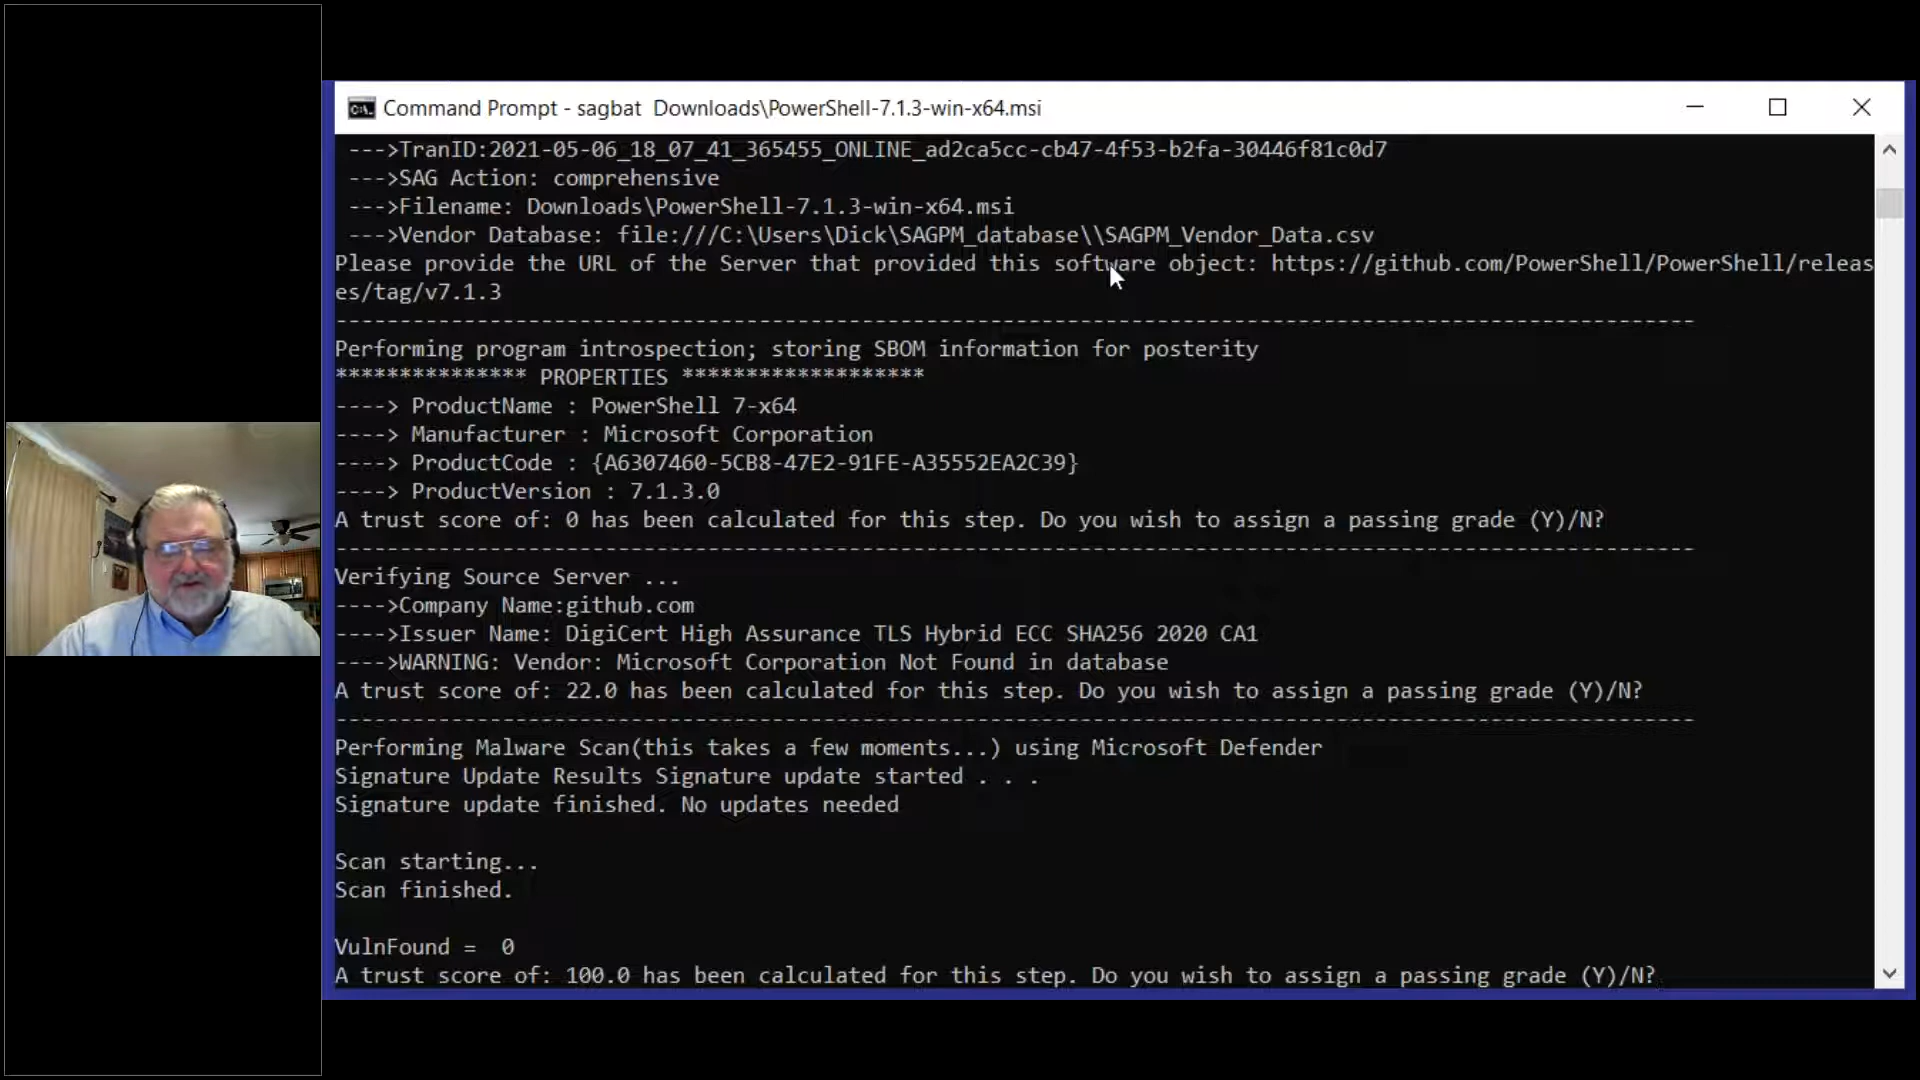 Command Prompt - sagbat  Downloads\PowerShell-7.1.3-win-x64.msi
--->TranID:2021-05-06_18_07_41_365455_ONLINE_ad2ca5cc-cb47-4f53-b2fa-30446f81c0d7
--->SAG Action: comprehensive
--->Filename: Downloads\PowerShell-7.1.3-win-x64.msi
--->Vendor Database: file:///C:\Users\Dick\SAGPM_database\\SAGPM_Vendor_Data.csv
Please provide the URL of the Server that provided this software object: https://github.com/PowerShell/PowerShell/releas
es/tag/v7.1.3
----------------------------------------------------------------------------------------------------------
Performing program introspection; storing SBOM information for posterity
*************** PROPERTIES *******************
----> ProductName : PowerShell 7-x64
----> Manufacturer : Microsoft Corporation
----> ProductCode : {A6307460-5CB8-47E2-91FE-A35552EA2C39}
----> ProductVersion : 7.1.3.0
A trust score of: 0 has been calculated for this step. Do you wish to assign a passing grade (Y)/N?
----------------------------------------------------------------------------------------------------------
Verifying Source Server ...
---->Company Name:github.com
---->Issuer Name: DigiCert High Assurance TLS Hybrid ECC SHA256 2020 CA1
---->WARNING: Vendor: Microsoft Corporation Not Found in database
A trust score of: 22.0 has been calculated for this step. Do you wish to assign a passing grade (Y)/N?
----------------------------------------------------------------------------------------------------------
Performing Malware Scan(this takes a few moments...) using Microsoft Defender
Signature Update Results Signature update started . . .
Signature update finished. No updates needed
Scan starting...
Scan finished.
VulnFound =  0
A trust score of: 100.0 has been calculated for this step. Do you wish to assign a passing grade (Y)/N?